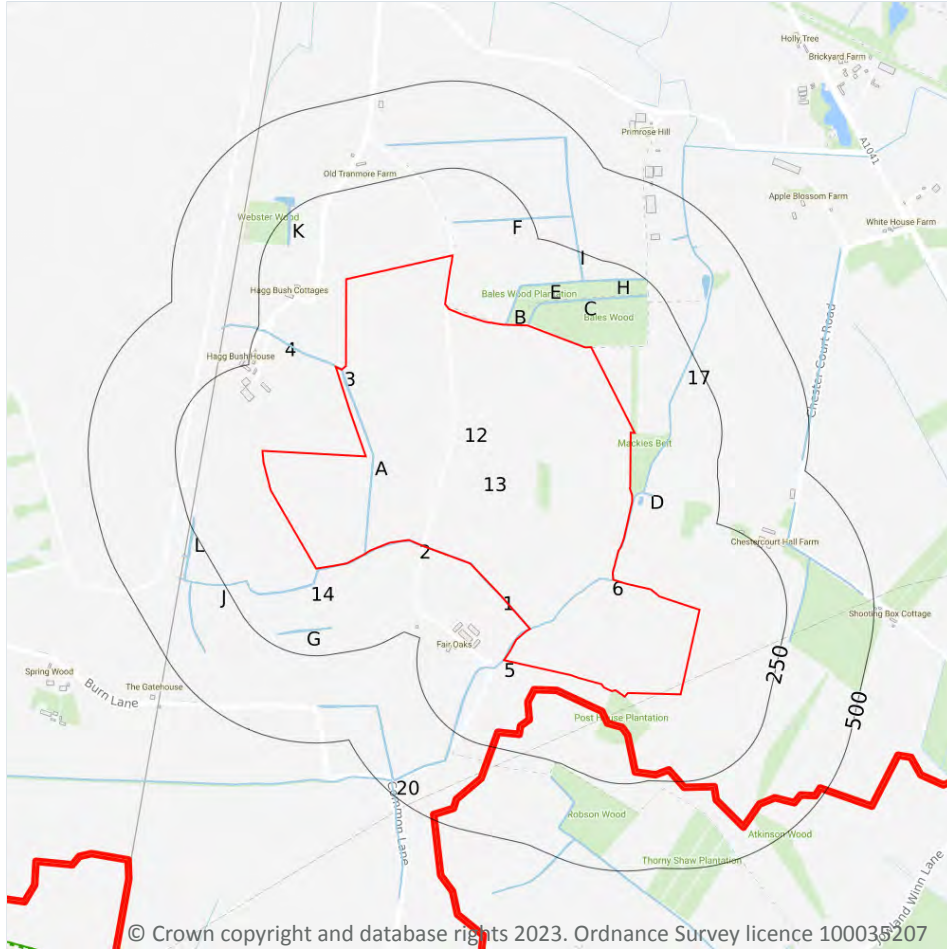 Holly Tree
Brickyard Farm
Primrose Hill
A1041
Old Tranmore Farm
Apple Blossom Farm
Webster Wood
K
F
White House Farm
I
Hagg Bush Cottages
E
H
Bales Wood Plantation
B
C
Bales Wood
4
Hagg Bush House
3
17
Chester Court Road
12
Mackies Belt
A
13
D
L
2
Chestercourt Hall Farm
6
J
14
1
Shooting Box Cottage
G
Fair Oaks
5
250
Spring Wood
Burn Lane
The Gatehouse
500
Post House Plantation
20
Common Lane
Robson Wood
Atkinson Wood
Thorny Shaw Plantation
Winn Lane
© Crown copyright and database rights 2023. Ordnance Survey licence 100035207